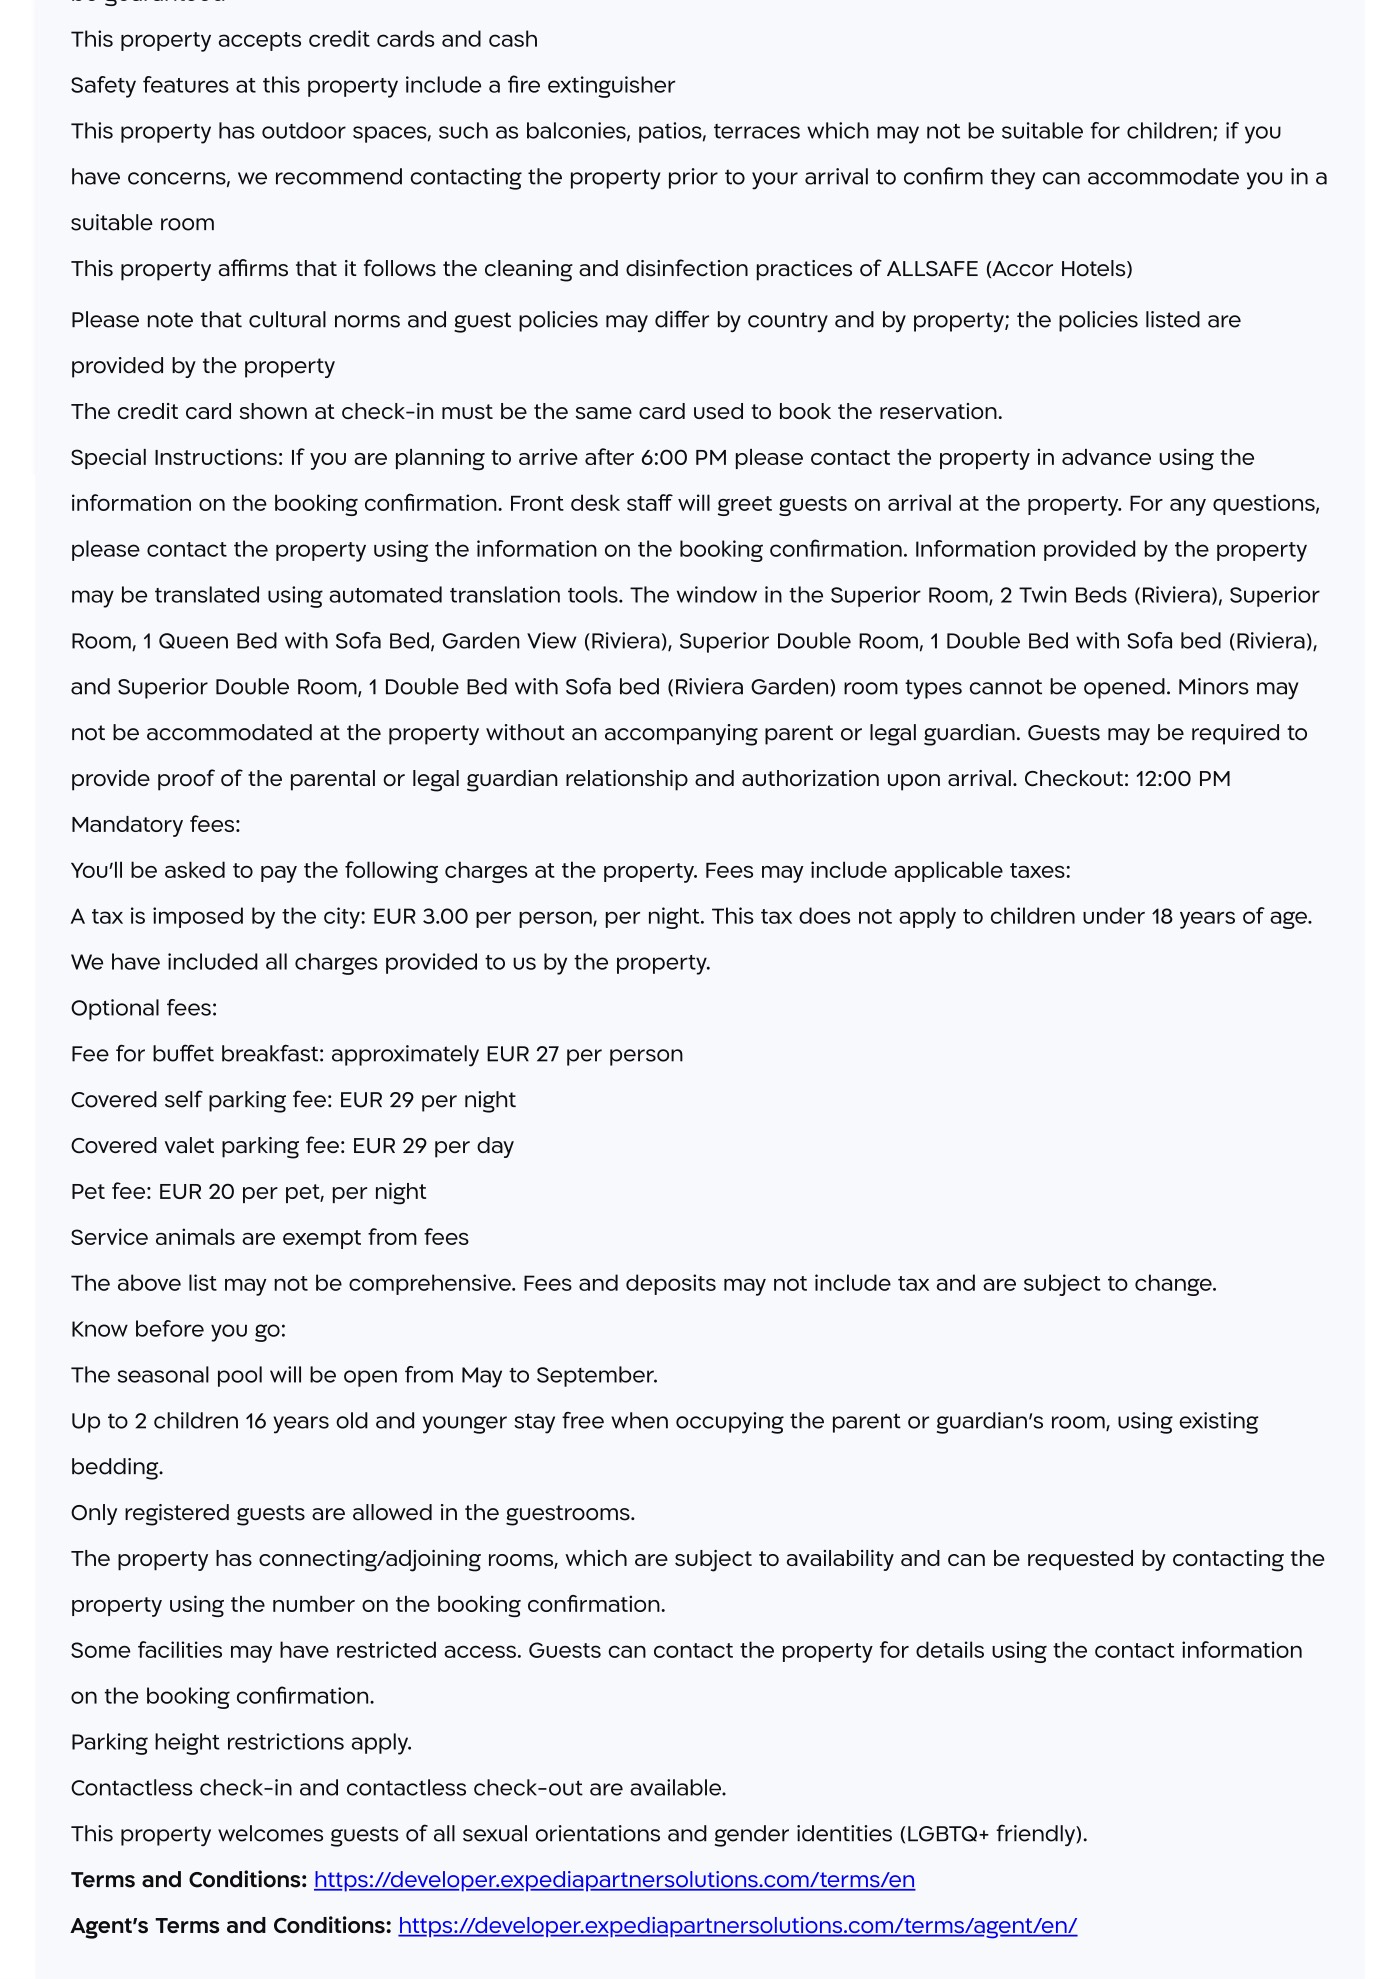 be guaranteed
This property accepts credit cards and cash
Safety features at this property include a fire extinguisher
This property has outdoor spaces, such as balconies, patios, terraces which may not be suitable for children; if you
have concerns, we recommend contacting the property prior to your arrival to confirm they can accommodate you in a
suitable room
This property affirms that it follows the cleaning and disinfection practices of ALLSAFE (Accor Hotels)
Please note that cultural norms and guest policies may differ by country and by property; the policies listed are
provided by the property
The credit card shown at check-in must be the same card used to book the reservation.
Special Instructions: If you are planning to arrive after 6:00 PM please contact the property in advance using the
information on the booking confirmation. Front desk staff will greet guests on arrival at the property. For any questions,
please contact the property using the information on the booking confirmation. Information provided by the property
may be translated using automated translation tools. The window in the Superior Room, 2 Twin Beds (Riviera), Superior
Room, 1 Queen Bed with Sofa Bed, Garden View (Riviera), Superior Double Room, 1 Double Bed with Sofa bed (Riviera),
and Superior Double Room, 1 Double Bed with Sofa bed (Riviera Garden) room types cannot be opened. Minors may
not be accommodated at the property without an accompanying parent or legal guardian. Guests may be required to
provide proof of the parental or legal guardian relationship and authorization upon arrival. Checkout: 12:00 PM
Mandatory fees:
You'll be asked to pay the following charges at the property. Fees may include applicable taxes:
A tax is imposed by the city: EUR 3.00 per person, per night. This tax does not apply to children under 18 years of age.
We have included all charges provided to us by the property.
Optional fees:
Fee for buffet breakfast: approximately EUR 27 per person
Covered self parking fee: EUR 29 per night
Covered valet parking fee: EUR 29 per day
Pet fee: EUR 20 per pet, per night
Service animals are exempt from fees
The above list may not be comprehensive. Fees and deposits may not include tax and are subject to change.
Know before you go:
The seasonal pool will be open from May to September.
Up to 2 children 16 years old and younger stay free when occupying the parent or guardian's room, using existing
bedding.
Only registered guests are allowed in the guestrooms.
The property has connecting/adjoining rooms, which are subject to availability and can be requested by contacting the
property using the number on the booking confirmation.
Some facilities may have restricted access. Guests can contact the property for details using the contact information
on the booking confirmation.
Parking height restrictions apply.
Contactless check-in and contactless check-out are available.
This property welcomes guests of all sexual orientations and gender identities (LGBTQ+ friendly).
Terms and Conditions: https://developer.expediapartnersolutions.com/terms/en
Agent's Terms and Conditions: https://developer.expediapartnersolutions.com/terms/agent/en/